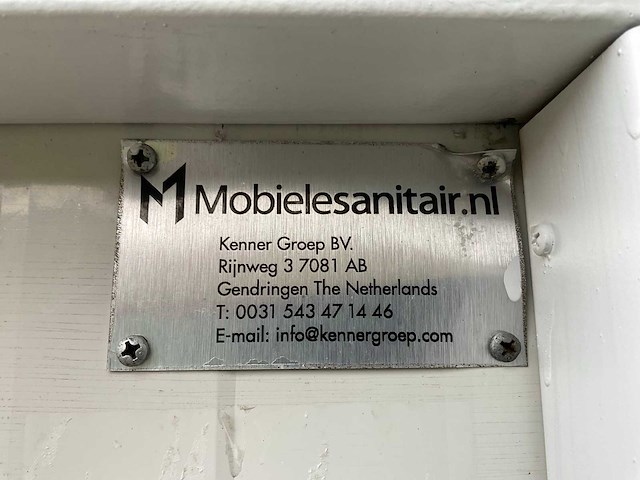 Mobielesanitair.nl
Kenner Groep BV.
Rijnweg 3 7081 AB
Gendringen The Netherlands
T: 0031 543 47 14 46
E-mail: info@kennergroep.com